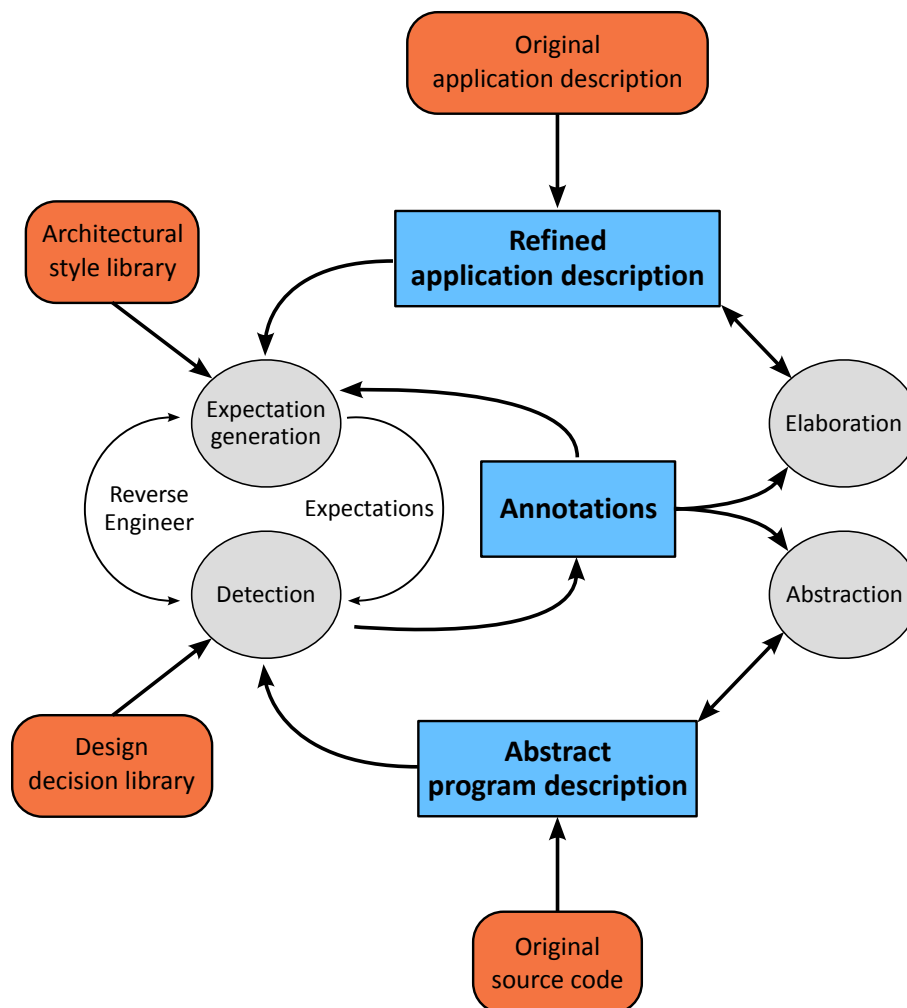 Original
application description
Architectural
style library
Refined
application description
Expectation
generation
Elaboration
Reverse
Engineer
Expectations
Annotations
Detection
Abstraction
Design
decision library
Abstract
program description
Original
source code